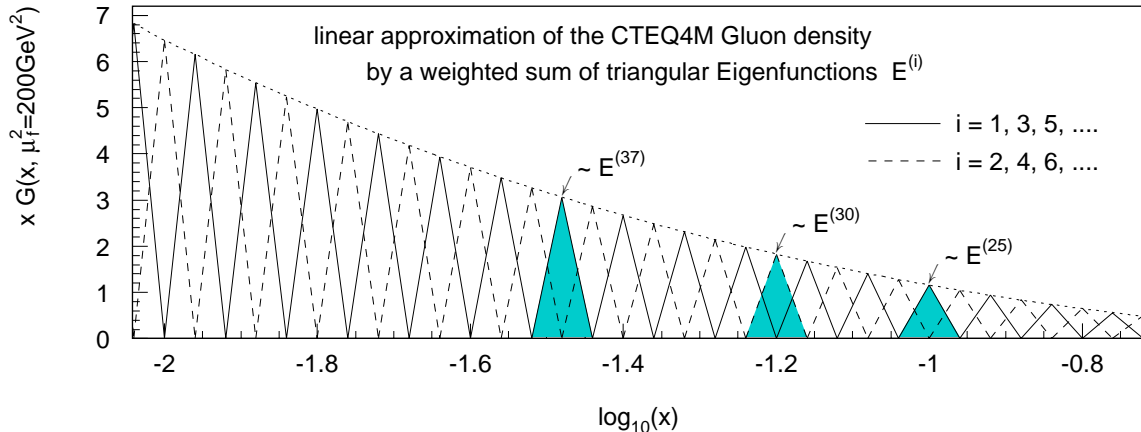 linear approximation of the CTEQ4M Gluon density
by a weighted sum of triangular Eigenfunctions E^(i)
i = 1, 3, 5, ....
i = 2, 4, 6, ....
~ E^(37)
~ E^(30)
~ E^(25)
x G(x, μ_f^2=200GeV^2)
7
6
5
4
3
2
1
0
-2 -1.8 -1.6 -1.4 -1.2 -1 -0.8
log_10(x)